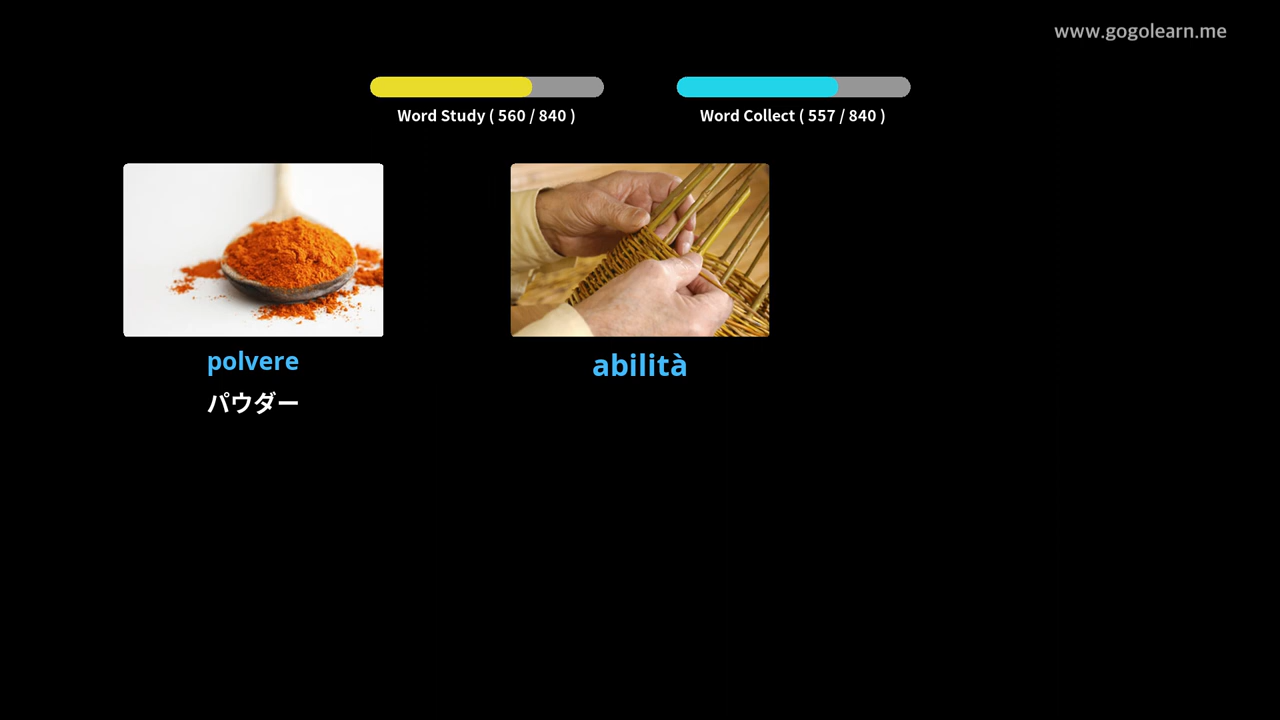 www.gogolearn.me
Word Study ( 560 / 840 )
Word Collect ( 557 / 840 )
polvere
パウダー
abilità